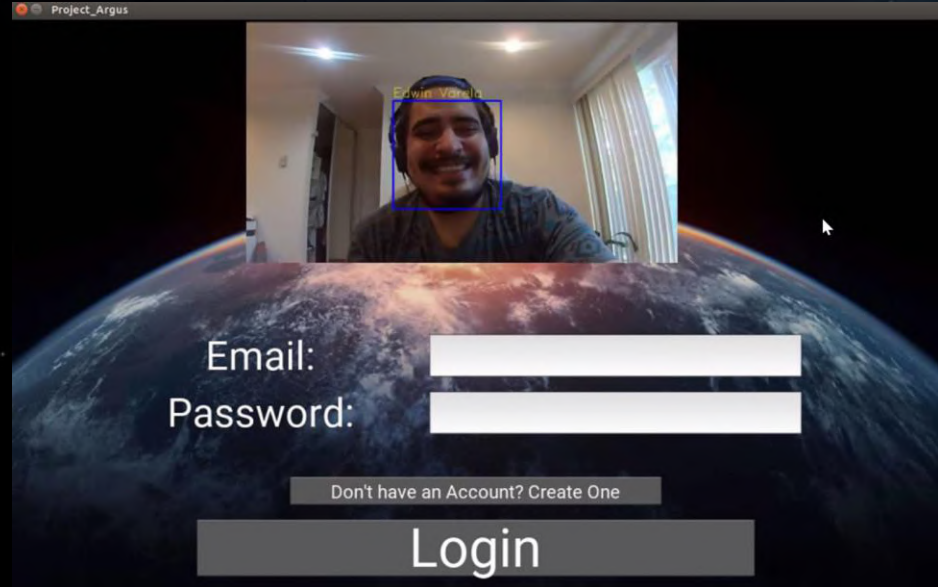 Project_Argus
Edwin Varela
Email:
Password:
Don't have an Account? Create One
Login